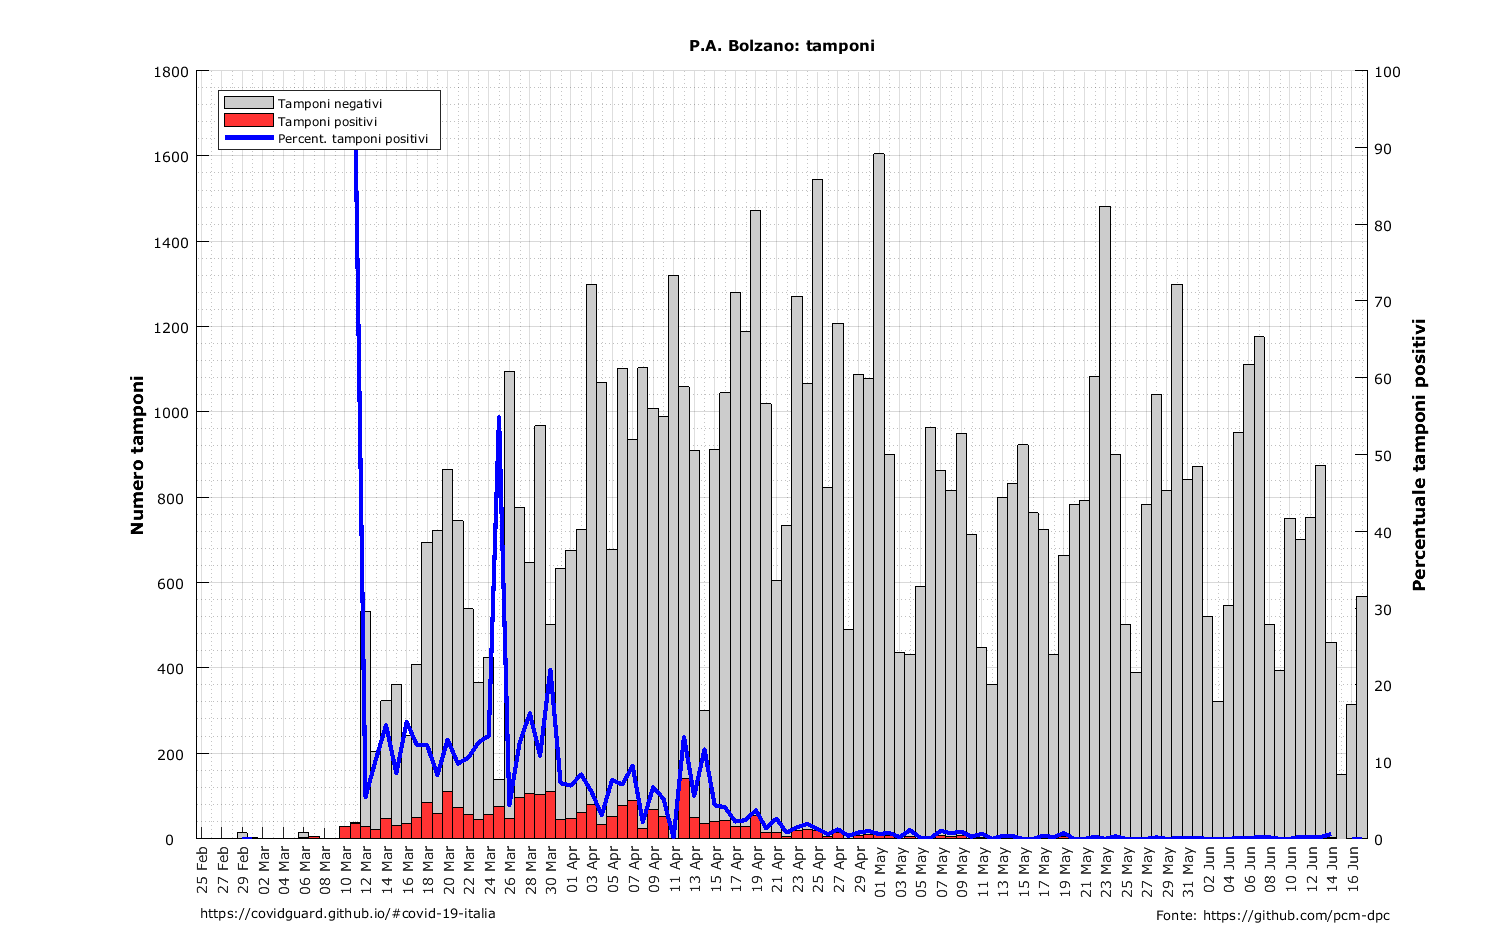 P.A. Bolzano: tamponi
1800
1600
1400
1200
1000
800
600
400
200
0
100
90
80
70
60
50
40
30
20
10
0
Tamponi negativi
Tamponi positivi
Percent. tamponi positivi
Numero tamponi
Percentuale tamponi positivi
25 Feb
27 Feb
29 Feb
02 Mar
04 Mar
06 Mar
08 Mar
10 Mar
12 Mar
14 Mar
16 Mar
18 Mar
20 Mar
22 Mar
24 Mar
26 Mar
28 Mar
30 Mar
01 Apr
03 Apr
05 Apr
07 Apr
09 Apr
11 Apr
13 Apr
15 Apr
17 Apr
19 Apr
21 Apr
23 Apr
25 Apr
27 Apr
29 Apr
01 May
03 May
05 May
07 May
09 May
11 May
13 May
15 May
17 May
19 May
21 May
23 May
25 May
27 May
29 May
31 May
02 Jun
04 Jun
06 Jun
08 Jun
10 Jun
12 Jun
14 Jun
16 Jun
https://covidguard.github.io/#covid-19-italia
Fonte: https://github.com/pcm-dpc